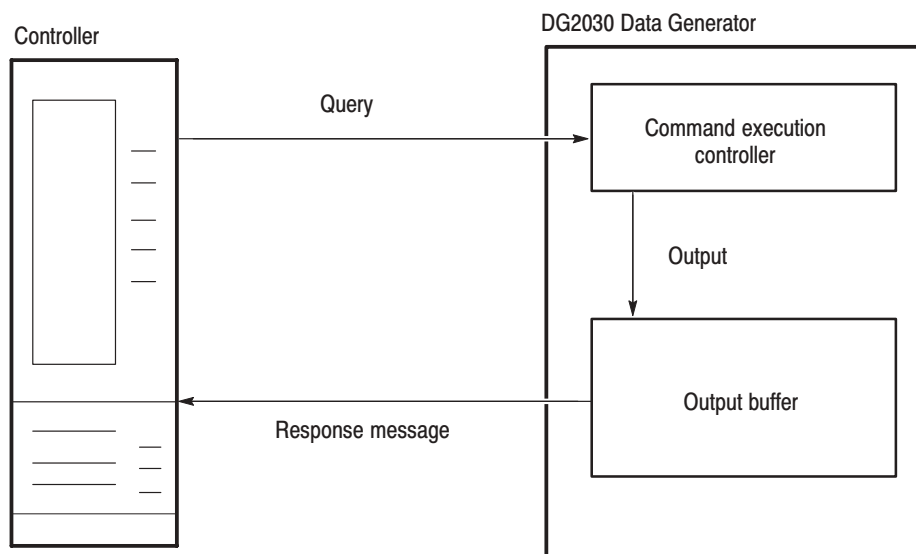 DG2030 Data Generator
Controller
Query
Command execution
controller
Output
Output buffer
Response message